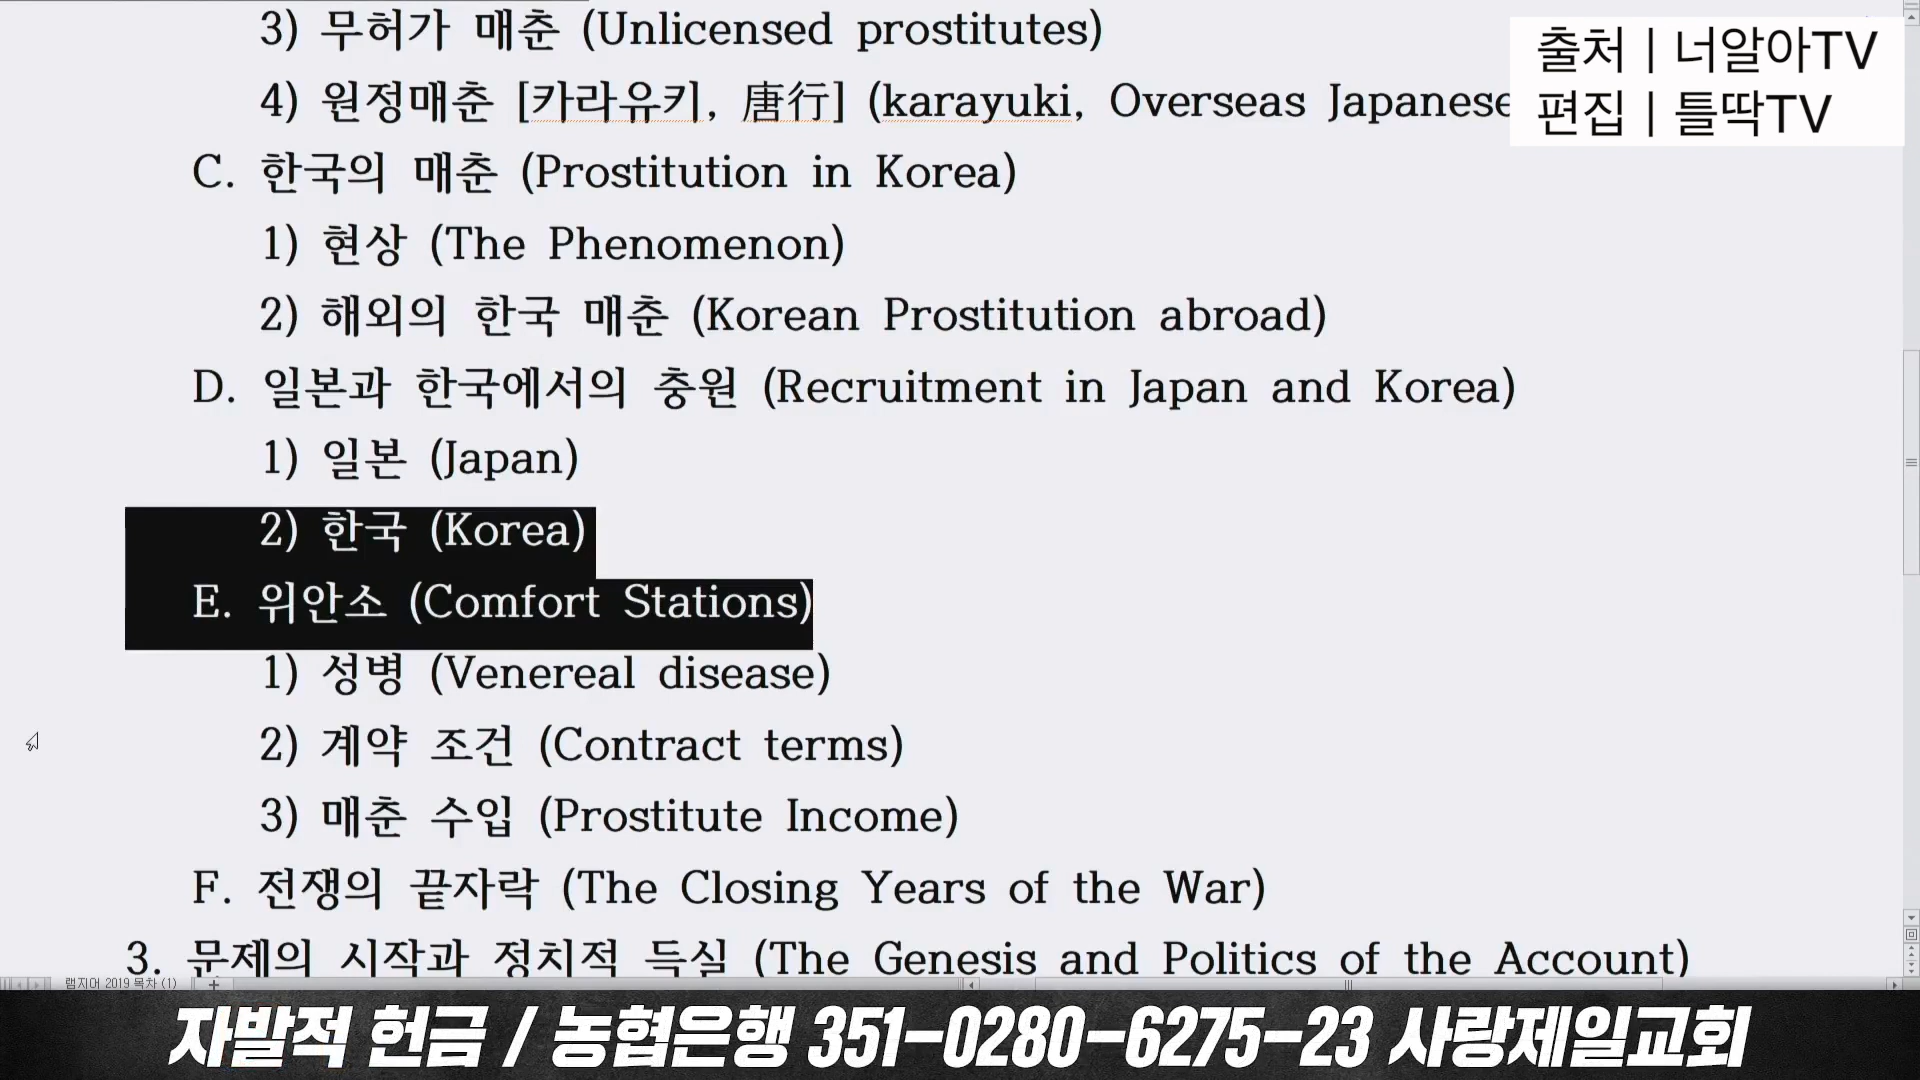 3) 무허가 매춘 (Unlicensed prostitutes)
출처 | 너알아TV
편집 | 틀딱TV
4) 원정매춘 [카라유키, 唐行] (karayuki, Overseas Japanese
C. 한국의 매춘 (Prostitution in Korea)
1) 현상 (The Phenomenon)
2) 해외의 한국 매춘 (Korean Prostitution abroad)
D. 일본과 한국에서의 충원 (Recruitment in Japan and Korea)
1) 일본 (Japan)
2) 한국 (Korea)
E. 위안소 (Comfort Stations)
1) 성병 (Venereal disease)
2) 계약 조건 (Contract terms)
3) 매춘 수입 (Prostitute Income)
F. 전쟁의 끝자락 (The Closing Years of the War)
3. 문제의 시작과 정치적 득실 (The Genesis and Politics of the Account)
램지어 2019 목차 (1)
자발적 헌금 / 농협은행 351-0280-6275-23 사랑제일교회